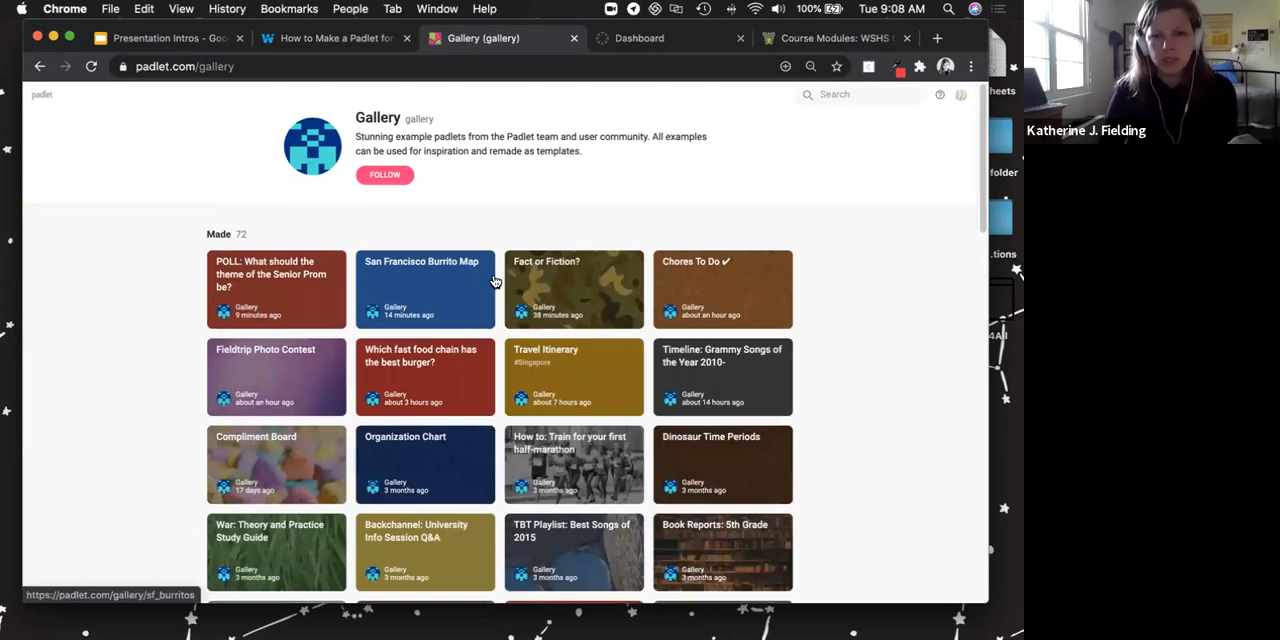 Chrome File Edit View History Bookmarks People Tab Window Help 100% Tue 9:08 AM
Presentation Intros - Goo
How to Make a Padlet for
Gallery (gallery)
Dashboard
Course Modules: WSHS
padlet.com/gallery
padlet
Search
Gallery gallery
Stunning example padlets from the Padlet team and user community. All examples
can be used for inspiration and remade as templates.
FOLLOW
Made 72
POLL: What should the
theme of the Senior Prom
be?
Gallery
9 minutes ago
San Francisco Burrito Map
Gallery
14 minutes ago
Fact or Fiction?
Gallery
38 minutes ago
Chores To Do ✔
Gallery
about an hour ago
Fieldtrip Photo Contest
Gallery
about an hour ago
Which fast food chain has
the best burger?
Gallery
about 3 hours ago
Travel Itinerary
#Singapore
Gallery
about 7 hours ago
Timeline: Grammy Songs of
the Year 2010-
Gallery
about 14 hours ago
Compliment Board
Gallery
17 days ago
Organization Chart
Gallery
3 months ago
How to: Train for your first
half-marathon
Gallery
3 months ago
Dinosaur Time Periods
Gallery
3 months ago
War: Theory and Practice
Study Guide
Gallery
3 months ago
Backchannel: University
Info Session Q&A
Gallery
3 months ago
TBT Playlist: Best Songs of
2015
Gallery
3 months ago
Book Reports: 5th Grade
Gallery
3 months ago
https://padlet.com/gallery/sf_burritos
heets
folder
.tions
4All
Katherine J. Fielding